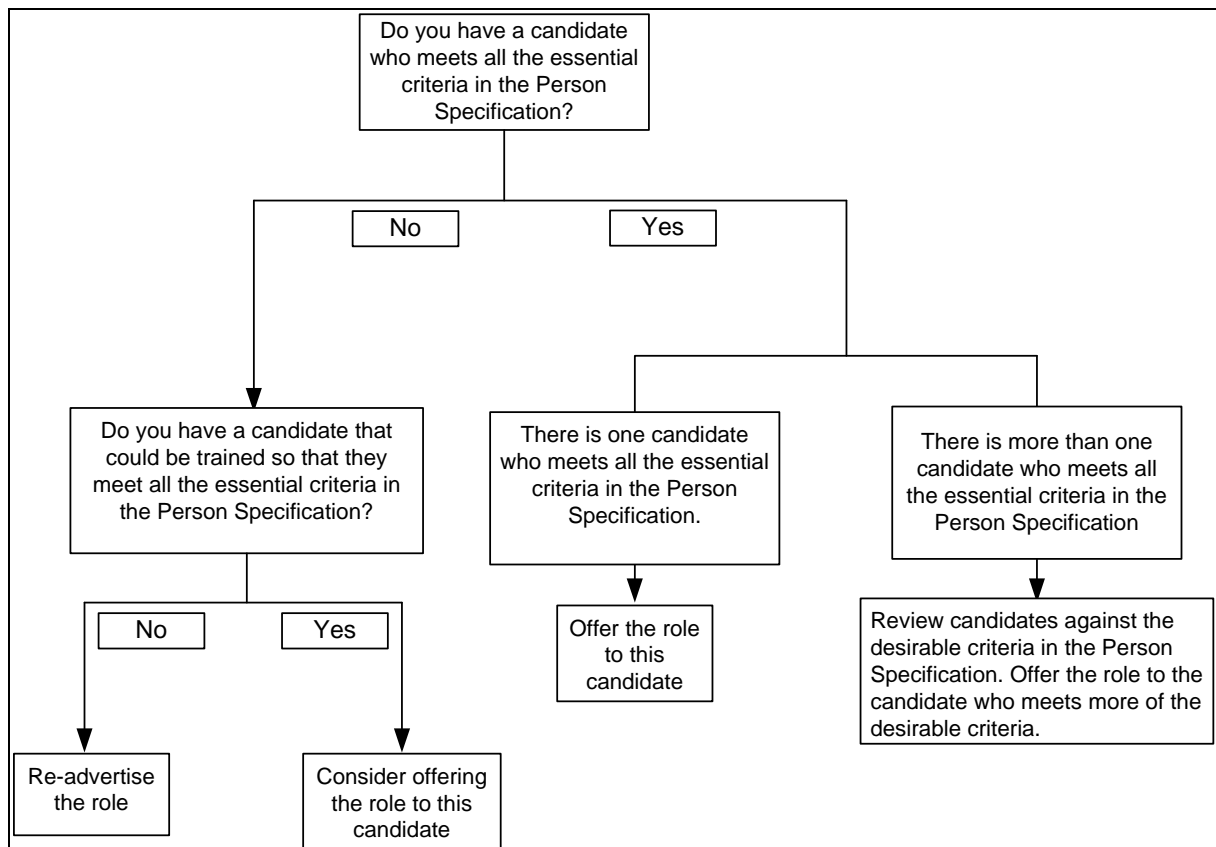 Do you have a candidate
who meets all the essential
criteria in the Person
Specification?
No
Yes
Do you have a candidate that
could be trained so that they
meet all the essential criteria in
the Person Specification?
There is one candidate
who meets all the essential
criteria in the Person
Specification.
There is more than one
candidate who meets all
the essential criteria in the
Person Specification
No
Yes
Offer the role
to this
candidate
Review candidates against the
desirable criteria in the Person
Specification. Offer the role to the
candidate who meets more of the
desirable criteria.
Re-advertise
the role
Consider offering
the role to this
candidate